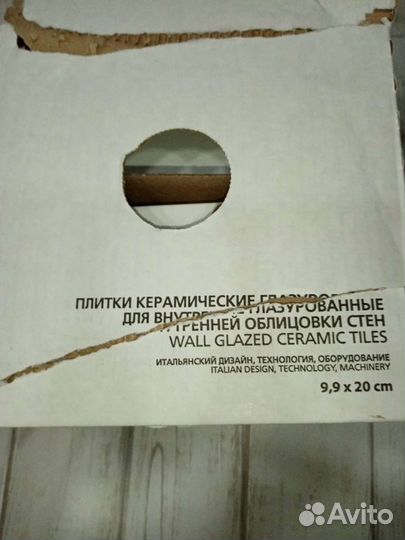 ПЛИТКИ КЕРАМИЧЕСКИЕ
ДЛЯ ГЛАЗУРОВАННЫЕ
ОБЛИЦОВКИ СТЕН
WALL GLAZED CERAMIC TILES
ИТАЛЬЯНСКИЙ ДИЗАЙН, ТЕХНОЛОГИЯ, ОБОРУДОВАНИЕ
ITALIAN DESIGN, TECHNOLOGY, MACHINERY
9,9 x 20 cm
Avito